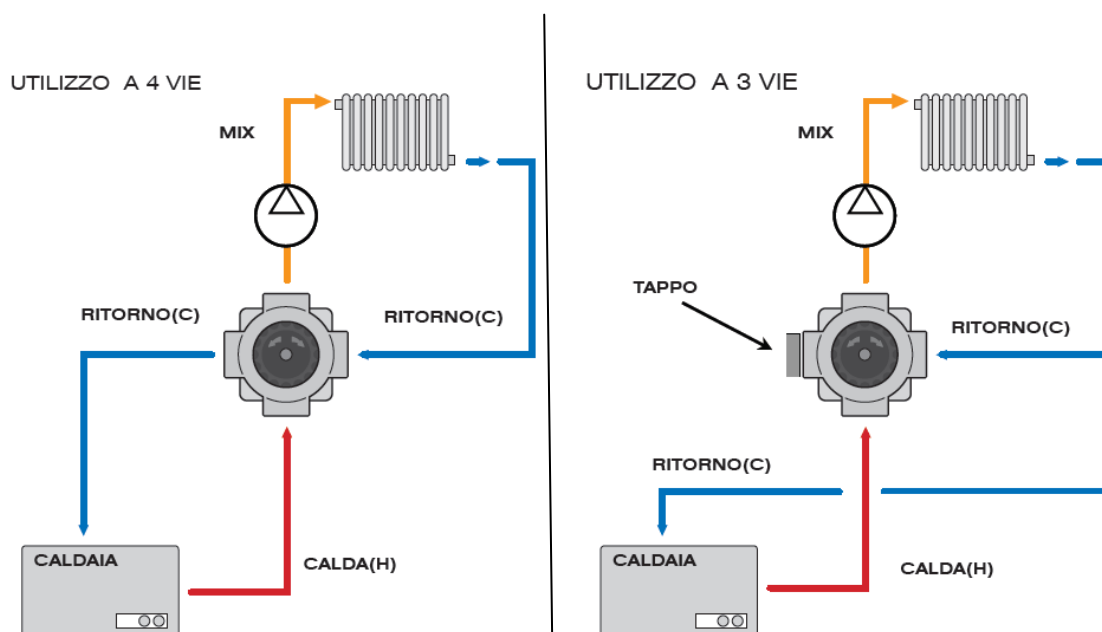 UTILIZZO A 4 VIE
MIX
RITORNO(C)
RITORNO(C)
CALDAIA
CALDA(H)
UTILIZZO A 3 VIE
MIX
TAPPO
RITORNO(C)
RITORNO(C)
CALDAIA
CALDA(H)